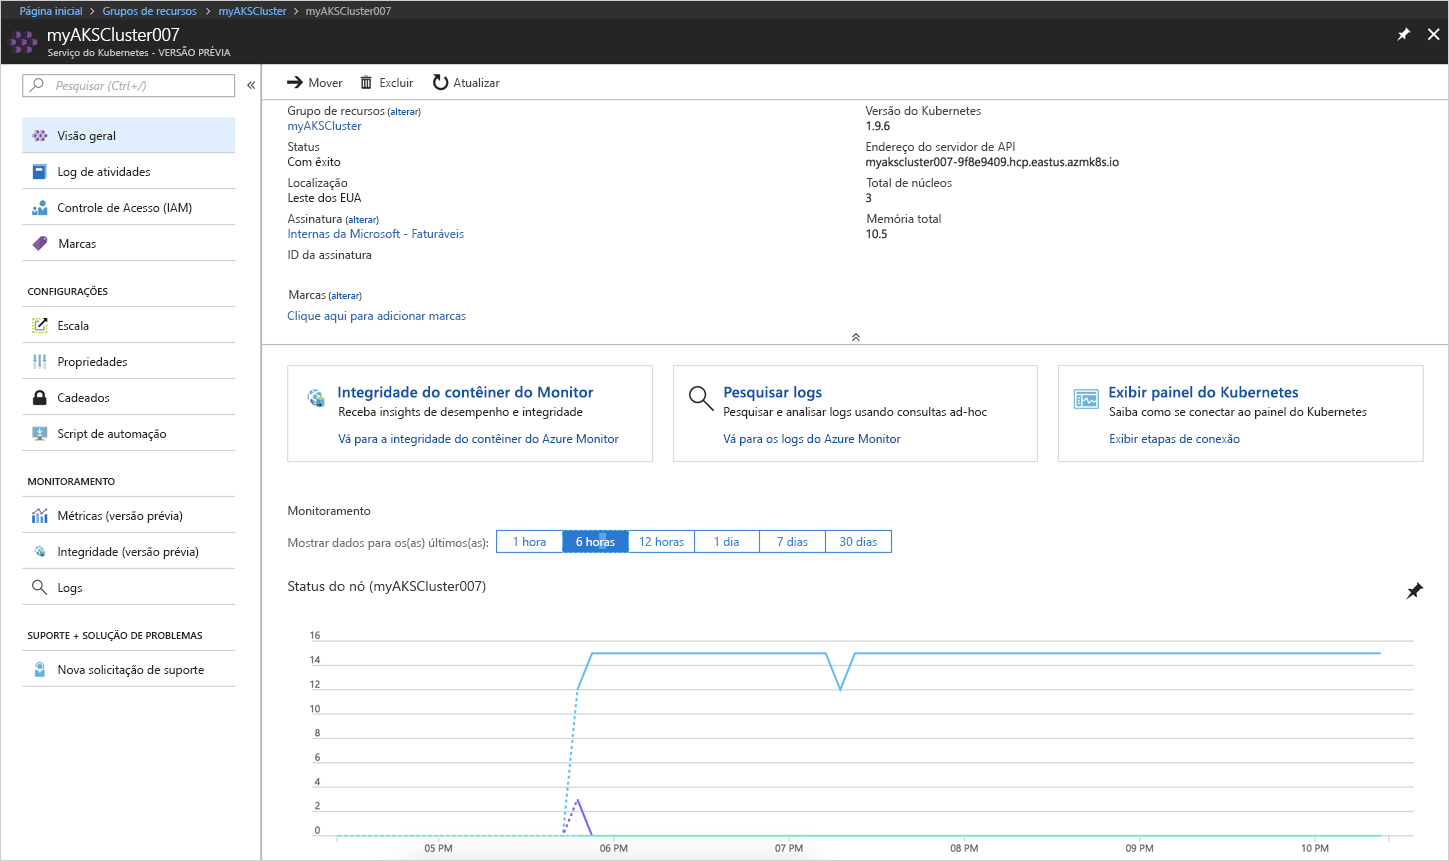 Página inicial > Grupos de recursos > myAKSCluster > myAKSCluster007
myAKSCluster007
Serviço do Kubernetes - VERSÃO PRÉVIA
Pesquisar (Ctrl+/)
«
Visão geral
Log de atividades
Controle de Acesso (IAM)
Marcas
CONFIGURAÇÕES
Escala
Propriedades
Cadeados
Script de automação
MONITORAMENTO
Métricas (versão prévia)
Integridade (versão prévia)
Logs
SUPORTE + SOLUÇÃO DE PROBLEMAS
Nova solicitação de suporte
Mover Excluir Atualizar
Grupo de recursos (alterar)
myAKSCluster
Status
Com êxito
Localização
Leste dos EUA
Assinatura (alterar)
Internas da Microsoft - Faturáveis
ID da assinatura
Marcas (alterar)
Clique aqui para adicionar marcas
Versão do Kubernetes
1.9.6
Endereço do servidor de API
myakscluster007-9f8e9409.hcp.eastus.azmk8s.io
Total de núcleos
3
Memória total
10.5
Integridade do contêiner do Monitor
Receba insights de desempenho e integridade
Vá para a integridade do contêiner do Azure Monitor
Pesquisar logs
Pesquisar e analisar logs usando consultas ad-hoc
Vá para os logs do Azure Monitor
Exibir painel do Kubernetes
Saiba como se conectar ao painel do Kubernetes
Exibir etapas de conexão
Monitoramento
Mostrar dados para os(as) últimos(as): 1 hora 6 horas 12 horas 1 dia 7 dias 30 dias
Status do nó (myAKSCluster007)
16
14
12
10
8
6
4
2
0
05 PM 06 PM 07 PM 08 PM 09 PM 10 PM